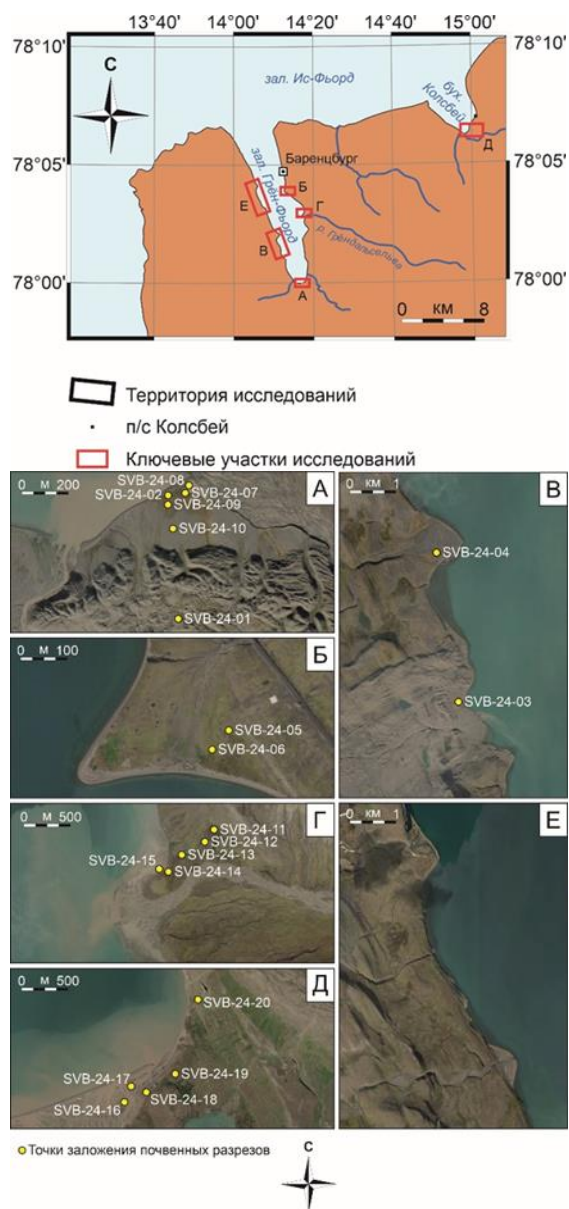 13°40' 14°00' 14°20' 14°40' 15°00'
78°10' 78°10'
С
зал. Ис-Фьорд
бух. Колсбей
Д
78°05' Баренцбург 78°05'
зал. Грён-Фьорд
Б
Е
Г
В
р. Грёндальсельва
78°00' 78°00'
А
0 КМ 8
Территория исследований
п/с Колсбей
Ключевые участки исследований
0 М 200
SVB-24-08
А
SVB-24-02
SVB-24-07
SVB-24-09
SVB-24-10
SVB-24-01
0 КМ 1
В
SVB-24-04
SVB-24-03
0 М 100
Б
SVB-24-05
SVB-24-06
0 М 500
Г
SVB-24-11
SVB-24-12
SVB-24-13
SVB-24-15
SVB-24-14
0 КМ 1
Е
0 М 500
Д
SVB-24-20
SVB-24-19
SVB-24-17
SVB-24-18
SVB-24-16
Точки заложения почвенных разрезов
С